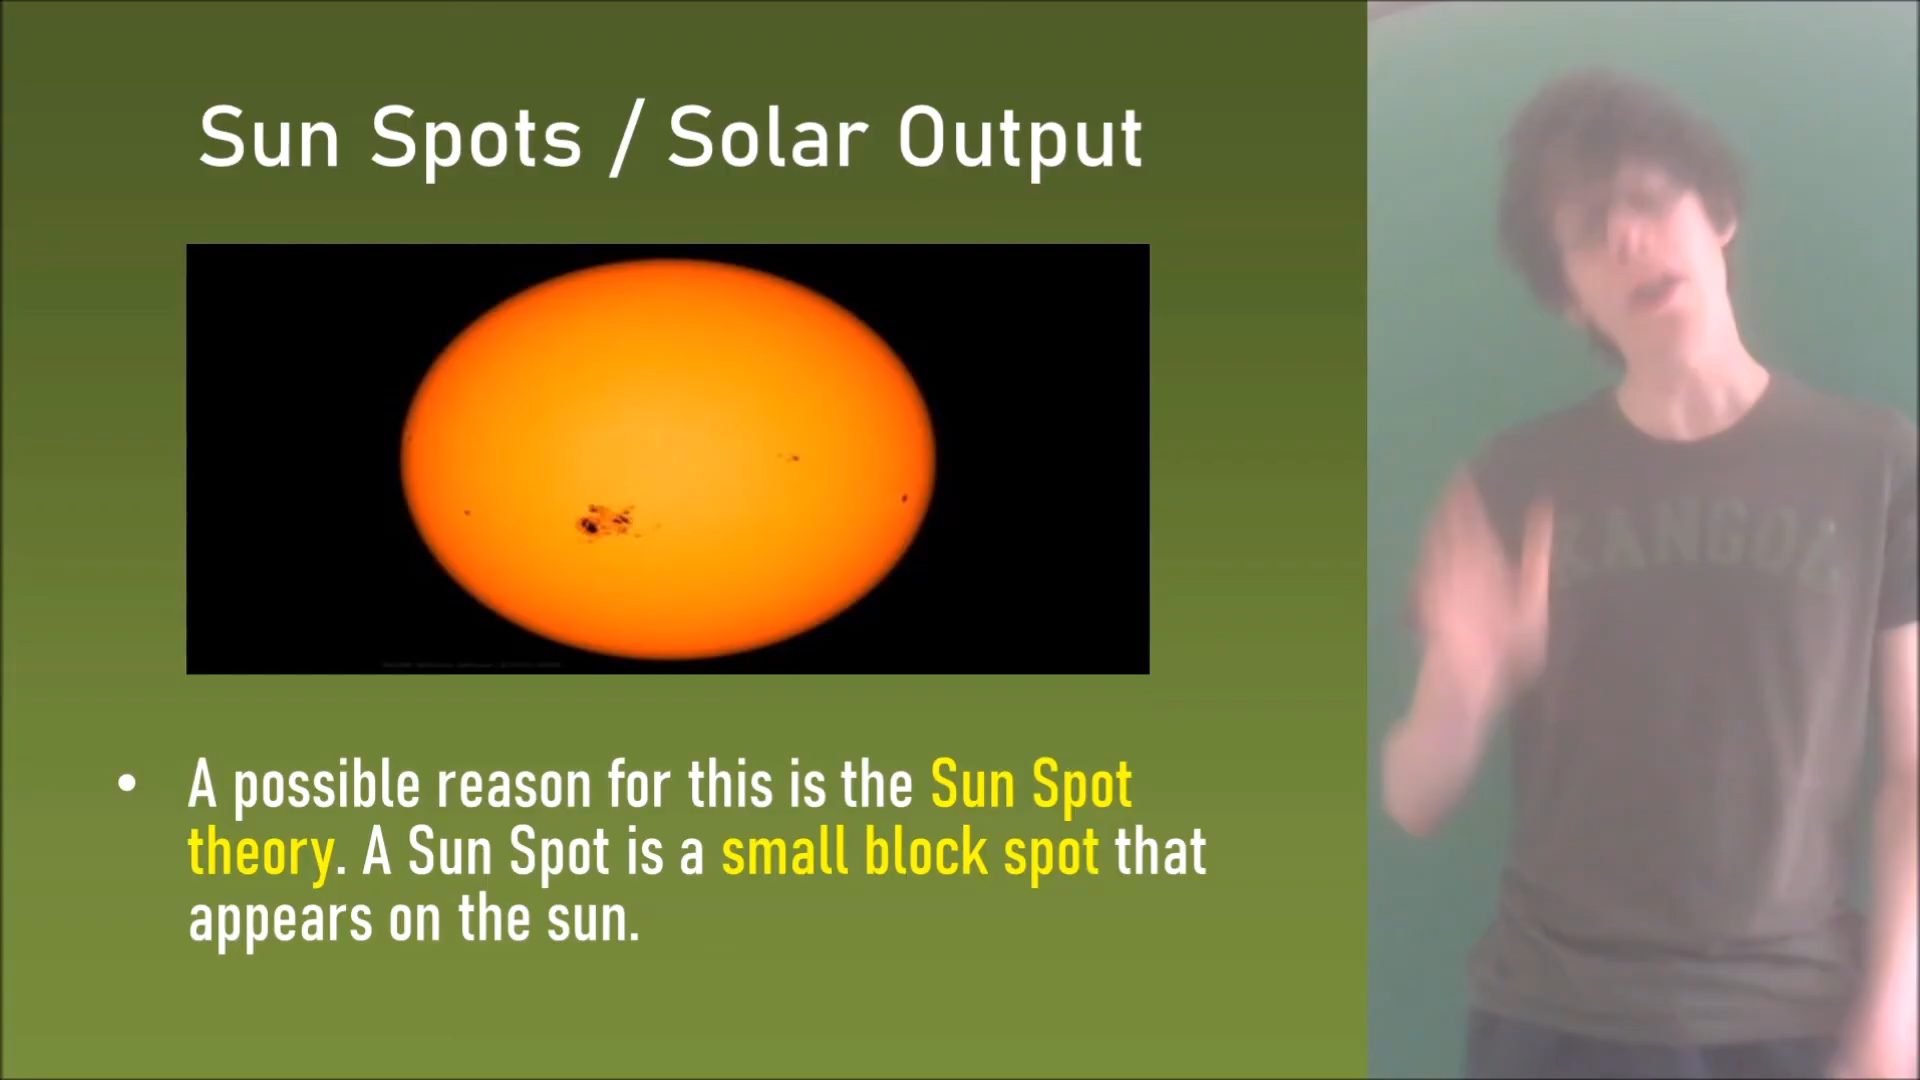 Sun Spots / Solar Output
• A possible reason for this is the Sun Spot
theory. A Sun Spot is a small block spot that
appears on the sun.
KANGOL